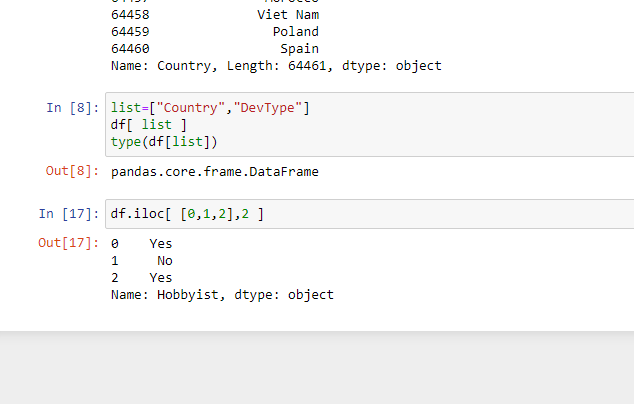 64458 Viet Nam
64459 Poland
64460 Spain
Name: Country, Length: 64461, dtype: object
In [8]: list=["Country","DevType"]
df[ list ]
type(df[list])
Out[8]: pandas.core.frame.DataFrame
In [17]: df.iloc[ [0,1,2],2 ]
Out[17]: 0 Yes
1 No
2 Yes
Name: Hobbyist, dtype: object